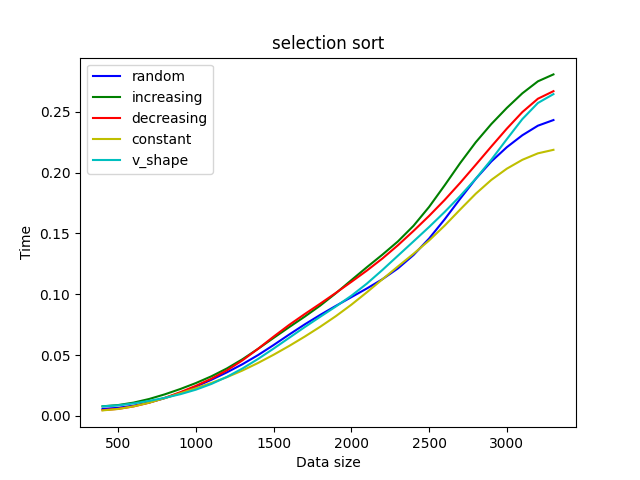 selection sort
random
increasing
decreasing
constant
v_shape
0.25
0.20
0.15
0.10
0.05
0.00
Time
500 1000 1500 2000 2500 3000
Data size